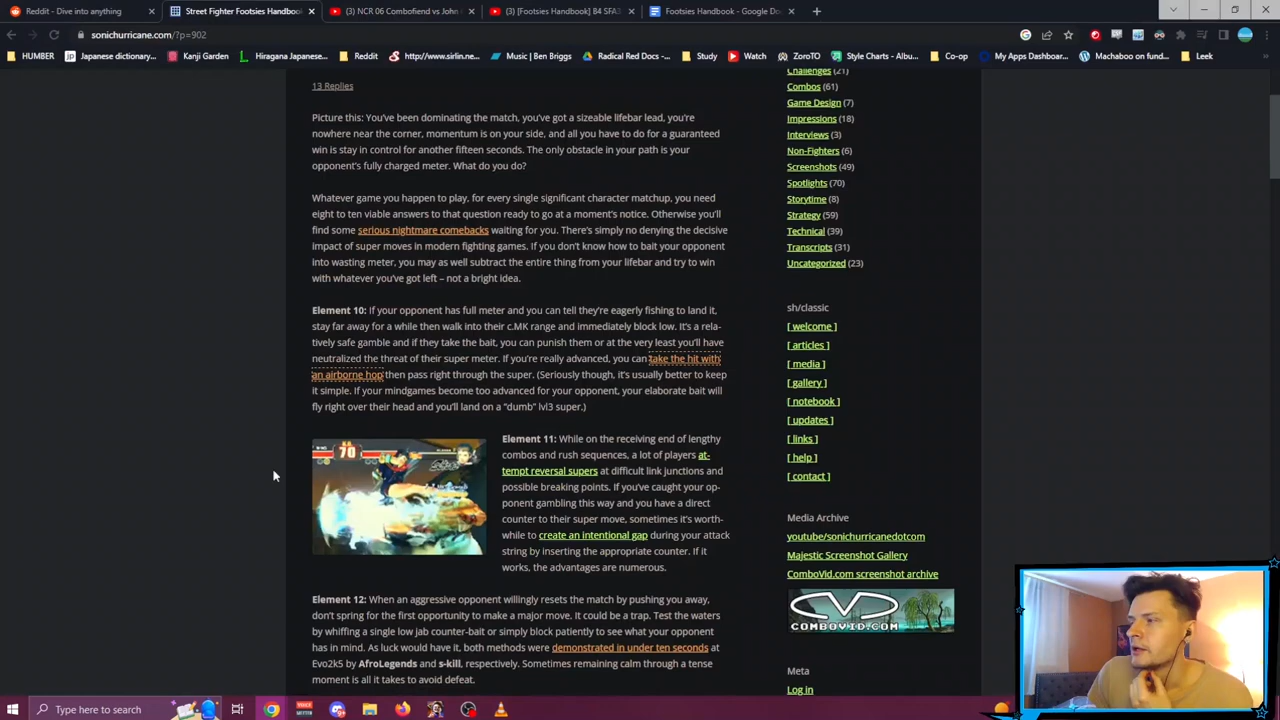 Reddit - Dive into anything
Street Fighter Footsies Handbo
(3) NCR 06 Combofiend vs John
(3) [Footsies Handbook] B4 SFA3
Footsies Handbook - Google Do
sonichurricane.com/?p=902
HUMBER
Japanese dictionary...
Kanji Garden
Hiragana Japanese...
Reddit
http://www.sirlin.ne...
Music | Ben Briggs
Radical Red Docs -...
Study
Watch
ZoroTO
Style Charts - Album...
Co-op
My Apps Dashboar...
Machaboo on fund...
Leek
13 Replies
Picture this: You've been dominating the match, you've got a sizeable lifebar lead, you're
nowhere near the corner, momentum is on your side, and all you have to do for a guaranteed
win is stay in control for another fifteen seconds. The only obstacle in your path is your
opponent's fully charged meter. What do you do?
Whatever game you happen to play, for every single significant character matchup, you need
eight to ten viable answers to that question ready to go at a moment's notice. Otherwise you'll
find some serious nightmare comebacks waiting for you. There's simply no denying the decisive
impact of super moves in modern fighting games. If you don't know how to bait your opponent
into wasting meter, you may as well subtract the entire thing from your lifebar and try to win
with whatever you've got left – not a bright idea.
Element 10: If your opponent has full meter and you can tell they're eagerly fishing to land it,
stay far away for a while then walk into their c.MK range and immediately block low. It's a rela-
tively safe gamble and if they take the bait, you can punish them or at the very least you'll have
neutralized the threat of their super meter. If you're really advanced, you can take the hit with
an airborne hop then pass right through the super. (Seriously though, it's usually better to keep
it simple. If your mindgames become too advanced for your opponent, your elaborate bait will
fly right over their head and you'll land on a "dumb" lvl3 super.)
70
Element 11: While on the receiving end of lengthy
combos and rush sequences, a lot of players at-
tempt reversal supers at difficult link junctions and
possible breaking points. If you've caught your op-
ponent gambling this way and you have a direct
counter to their super move, sometimes it's worth-
while to create an intentional gap during your attack
string by inserting the appropriate counter. If it
works, the advantages are numerous.
Element 12: When an aggressive opponent willingly resets the match by pushing you away,
don't spring for the first opportunity to make a major move. It could be a trap. Test the waters
by whiffing a single low jab counter-bait or simply block patiently to see what your opponent
has in mind. As luck would have it, both methods were demonstrated in under ten seconds at
Evo2k5 by AfroLegends and s-kill, respectively. Sometimes remaining calm through a tense
moment is all it takes to avoid defeat.
Challenges (21)
Combos (61)
Game Design (7)
Impressions (18)
Interviews (3)
Non-Fighters (6)
Screenshots (49)
Spotlights (70)
Storytime (8)
Strategy (59)
Technical (39)
Transcripts (31)
Uncategorized (23)
sh/classic
[ welcome ]
[ articles ]
[ media ]
[ gallery ]
[ notebook ]
[ updates ]
[ links ]
[ help ]
[ contact ]
Media Archive
youtube/sonichurricanedotcom
Majestic Screenshot Gallery
ComboVid.com screenshot archive
COMBOVID.COM
Meta
Log in
Type here to search